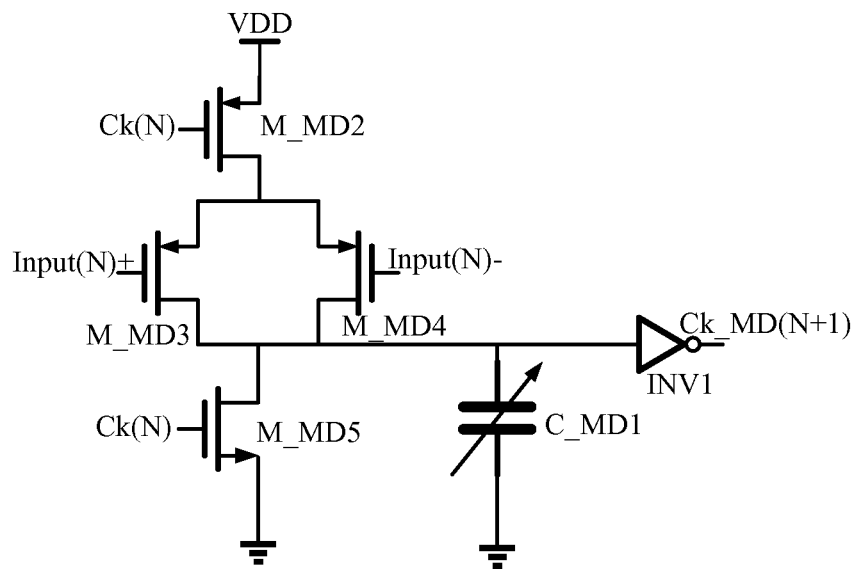 VDD
Ck(N)
M_MD2
Input(N)+
Input(N)-
M_MD3
M_MD4
Ck_MD(N+1)
INV1
Ck(N)
M_MD5
C_MD1